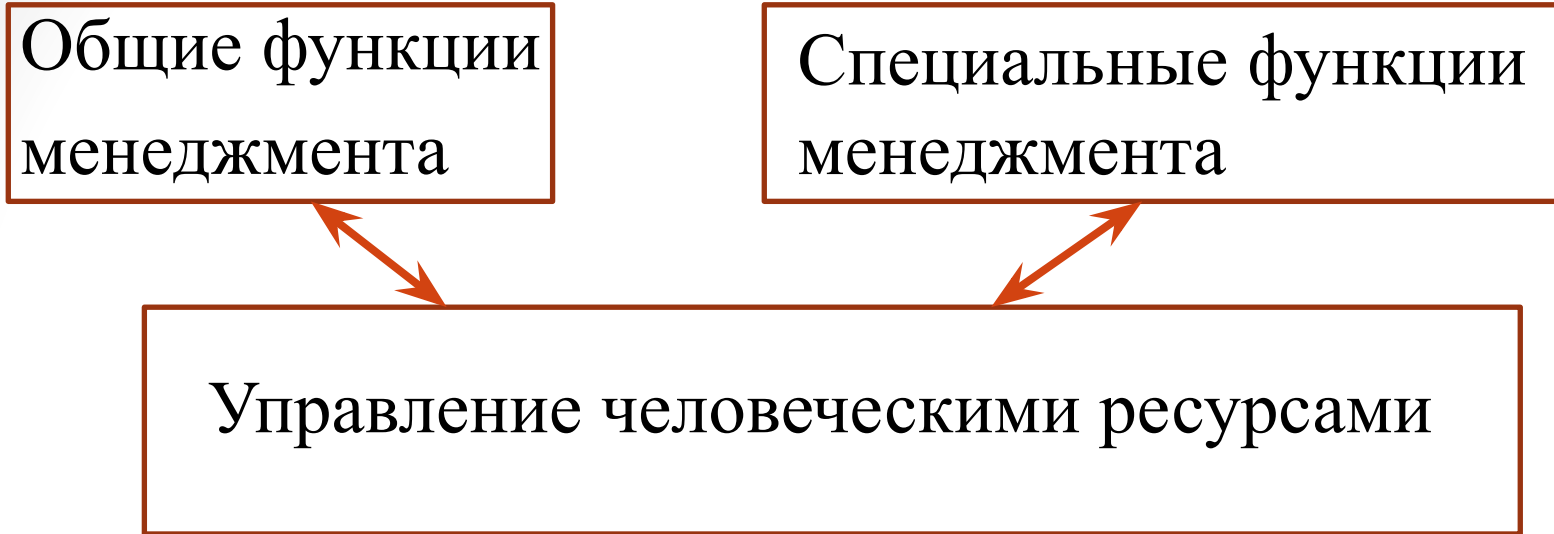 Общие функции
менеджмента
Специальные функции
менеджмента
Управление человеческими ресурсами